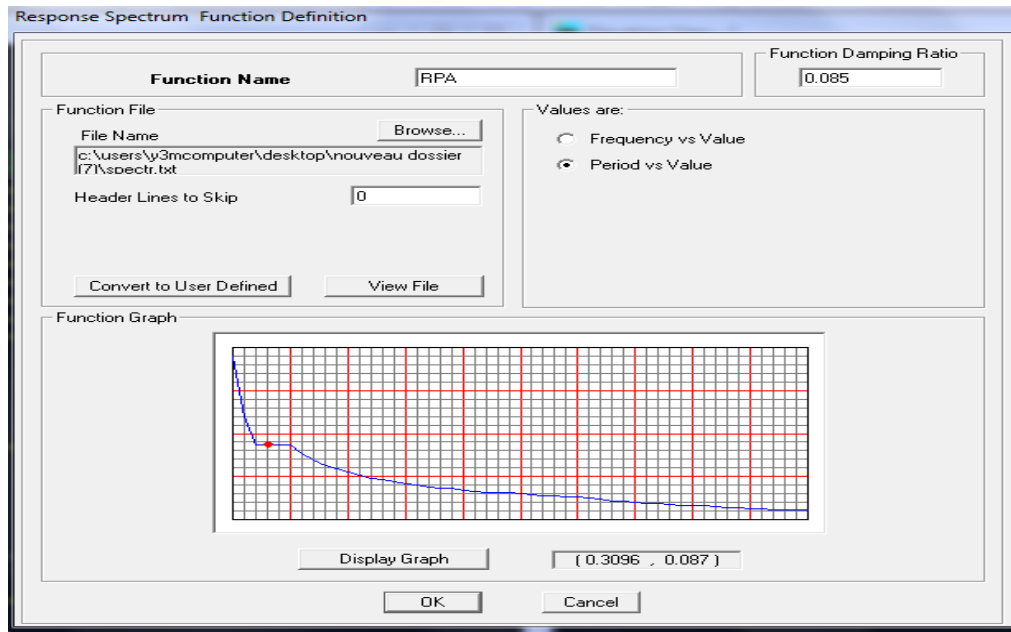 Response Spectrum Function Definition
Function Name
RPA
Function Damping Ratio
0.085
Function File
File Name
Browse...
c:\users\y3mcomputer\desktop\nouveau dossier
(7)\spectr.txt
Header Lines to Skip
0
Convert to User Defined
View File
Values are:
Frequency vs Value
Period vs Value
Function Graph
Display Graph
( 0.3096 , 0.087 )
OK
Cancel